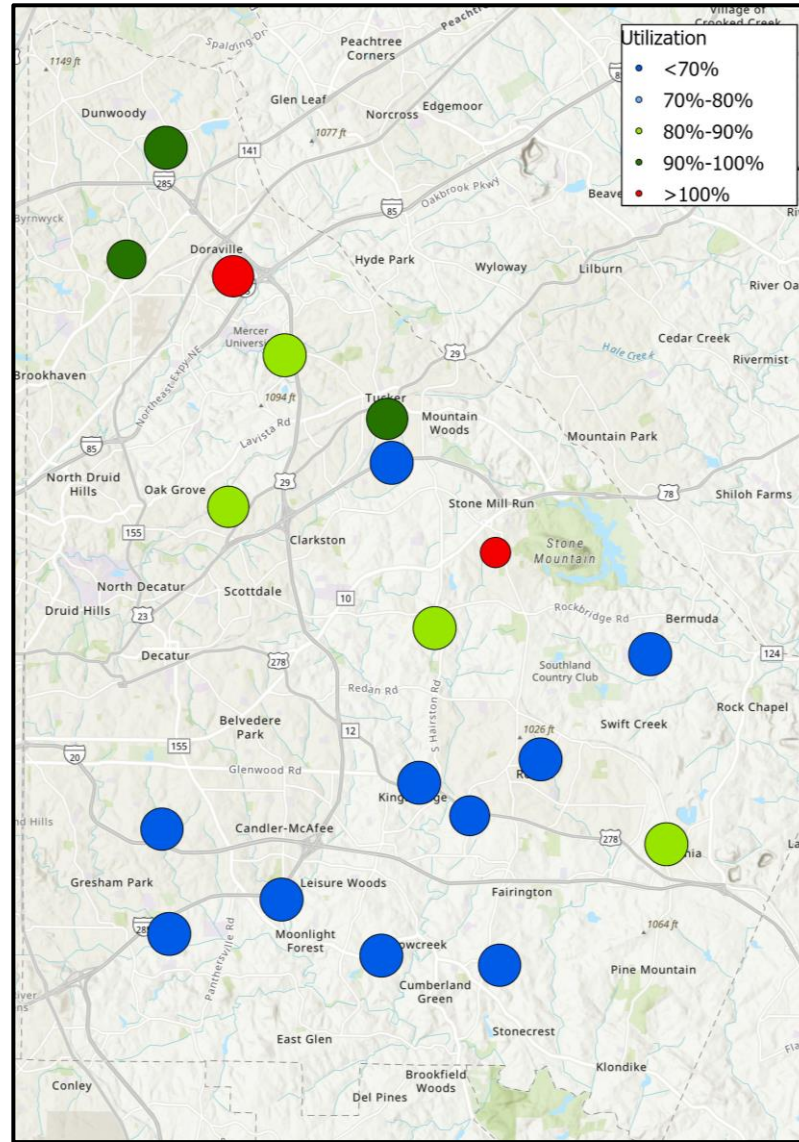 Village of
Crooked Creek
Peachtree
Spalding Dr
Peachtree
Corners
1149 ft
Utilization
<70%
70%-80%
80%-90%
90%-100%
>100%
Glen Leaf
Edgemoor
Norcross
Dunwoody
1077 ft
141
285
85
Oakbrook Pkwy
85
Byrnwyck
Doraville
Hyde Park
Wyloway
Lilburn
Mercer
Cedar Creek
Hale Creek
Rivermist
29
Northeast Expy NE
Brookhaven
1094 ft
Tucker
Mountain
Woods
Lavista Rd
Mountain Park
85
North Druid
Hills
Oak Grove
29
78
Shiloh Farms
Stone Mill Run
155
Clarkston
Stone
Mountain
North Decatur
Scottdale
10
Druid Hills
Rockbridge Rd
Bermuda
23
Decatur
278
Southland
Country Club
124
Redan Rd
S Hairston Rd
Rock Chapel
Belvedere
Park
12
1026 ft
Swift Creek
155
20
Glenwood Rd
Candler-McAfee
278
Gresham Park
Leisure Woods
Fairington
Panthersville Rd
Moonlight
Forest
1064 ft
Cumberland
Green
Pine Mountain
East Glen
Stonecrest
Klondike
Conley
Brookfield
Woods
Del Pines